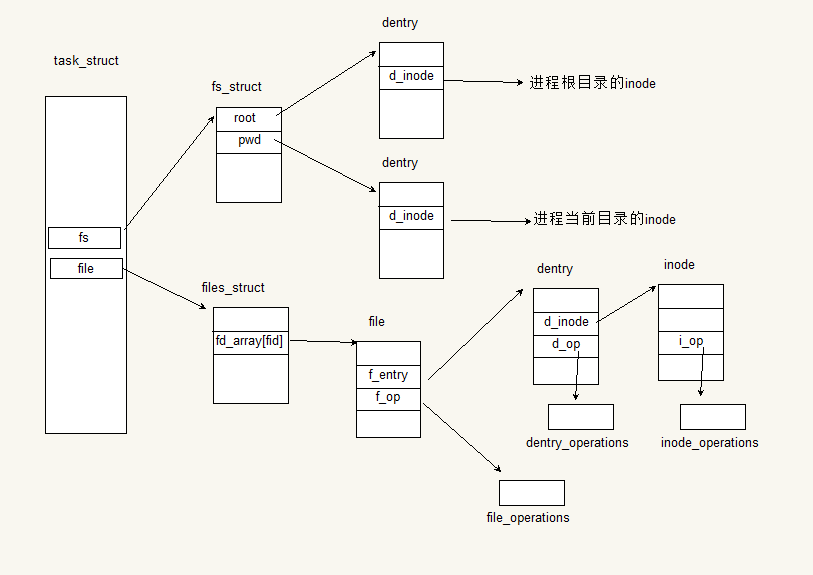 dentry
task_struct
d_inode
进程根目录的inode
fs_struct
root
pwd
dentry
d_inode
进程当前目录的inode
fs
file
files_struct
fd_array[fid]
file
f_entry
f_op
dentry
d_inode
d_op
inode
i_op
dentry_operations
inode_operations
file_operations